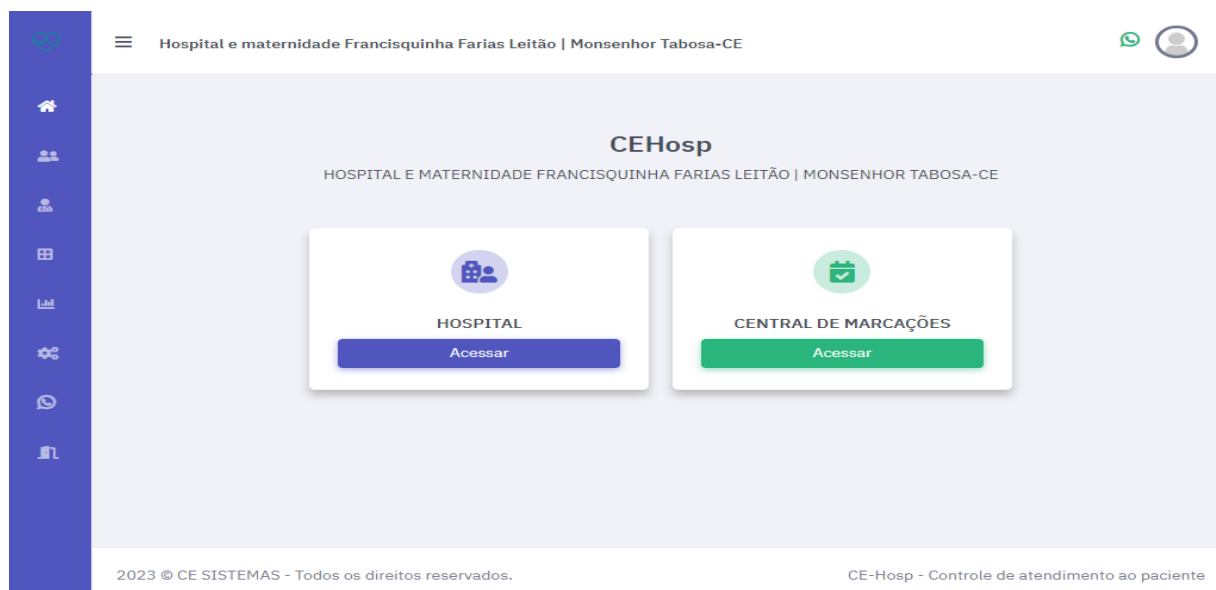 Hospital e maternidade Francisquinha Farias Leitão | Monsenhor Tabosa-CE
CEHosp
HOSPITAL E MATERNIDADE FRANCISQUINHA FARIAS LEITÃO | MONSENHOR TABOSA-CE
HOSPITAL
Acessar
CENTRAL DE MARCAÇÕES
Acessar
2023 © CE SISTEMAS - Todos os direitos reservados.
CE-Hosp - Controle de atendimento ao paciente